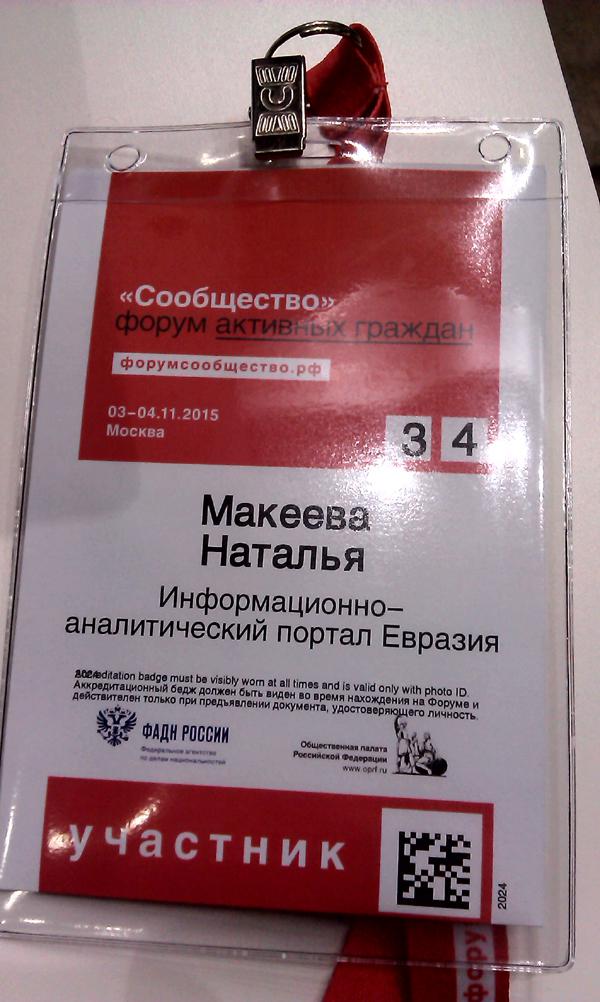 «Сообщество»
форум активных граждан
форумсообщество.рф
03–04.11.2015
Москва
3 4
Макеева
Наталья
Информационно–
аналитический портал Евразия
editation badge must be visibly worn at all times and is valid only with photo ID.
Аккредитационный бедж должен быть виден во время нахождения на Форуме и
действителен только при предъявлении документа, удостоверяющего личность.
ФАДН РОССИИ
Федеральное агентство
по делам национальностей
Общественная палата
Российской Федерации
www.oprf.ru
участник
2024
фору